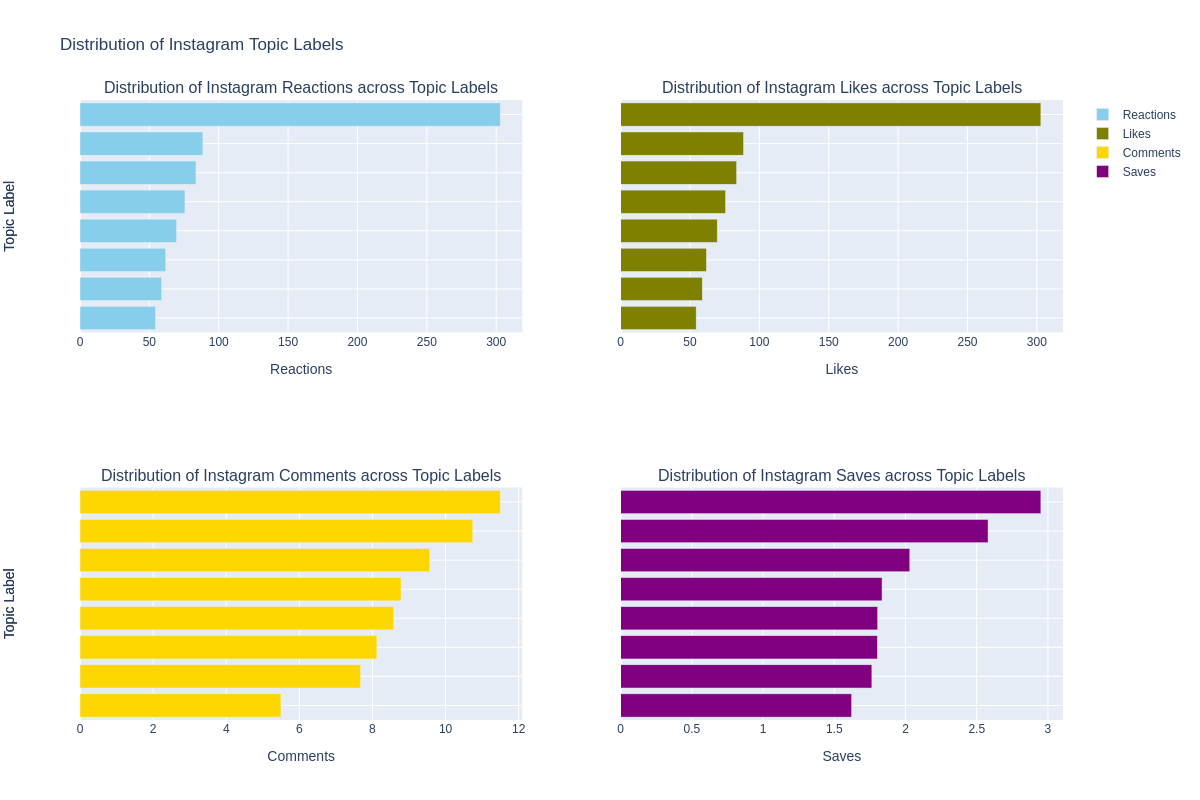 Distribution of Instagram Topic Labels
Distribution of Instagram Reactions across Topic Labels
Topic Label
0 50 100 150 200 250 300
Reactions
Distribution of Instagram Likes across Topic Labels
0 50 100 150 200 250 300
Likes
Reactions
Likes
Comments
Saves
Distribution of Instagram Comments across Topic Labels
Topic Label
0 2 4 6 8 10 12
Comments
Distribution of Instagram Saves across Topic Labels
0 0.5 1 1.5 2 2.5 3
Saves